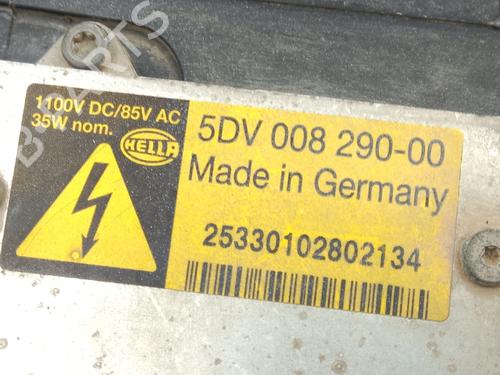 1100V DC/85V AC
35W nom.
HELLA
5DV 008 290-00
Made in Germany
25330102802134